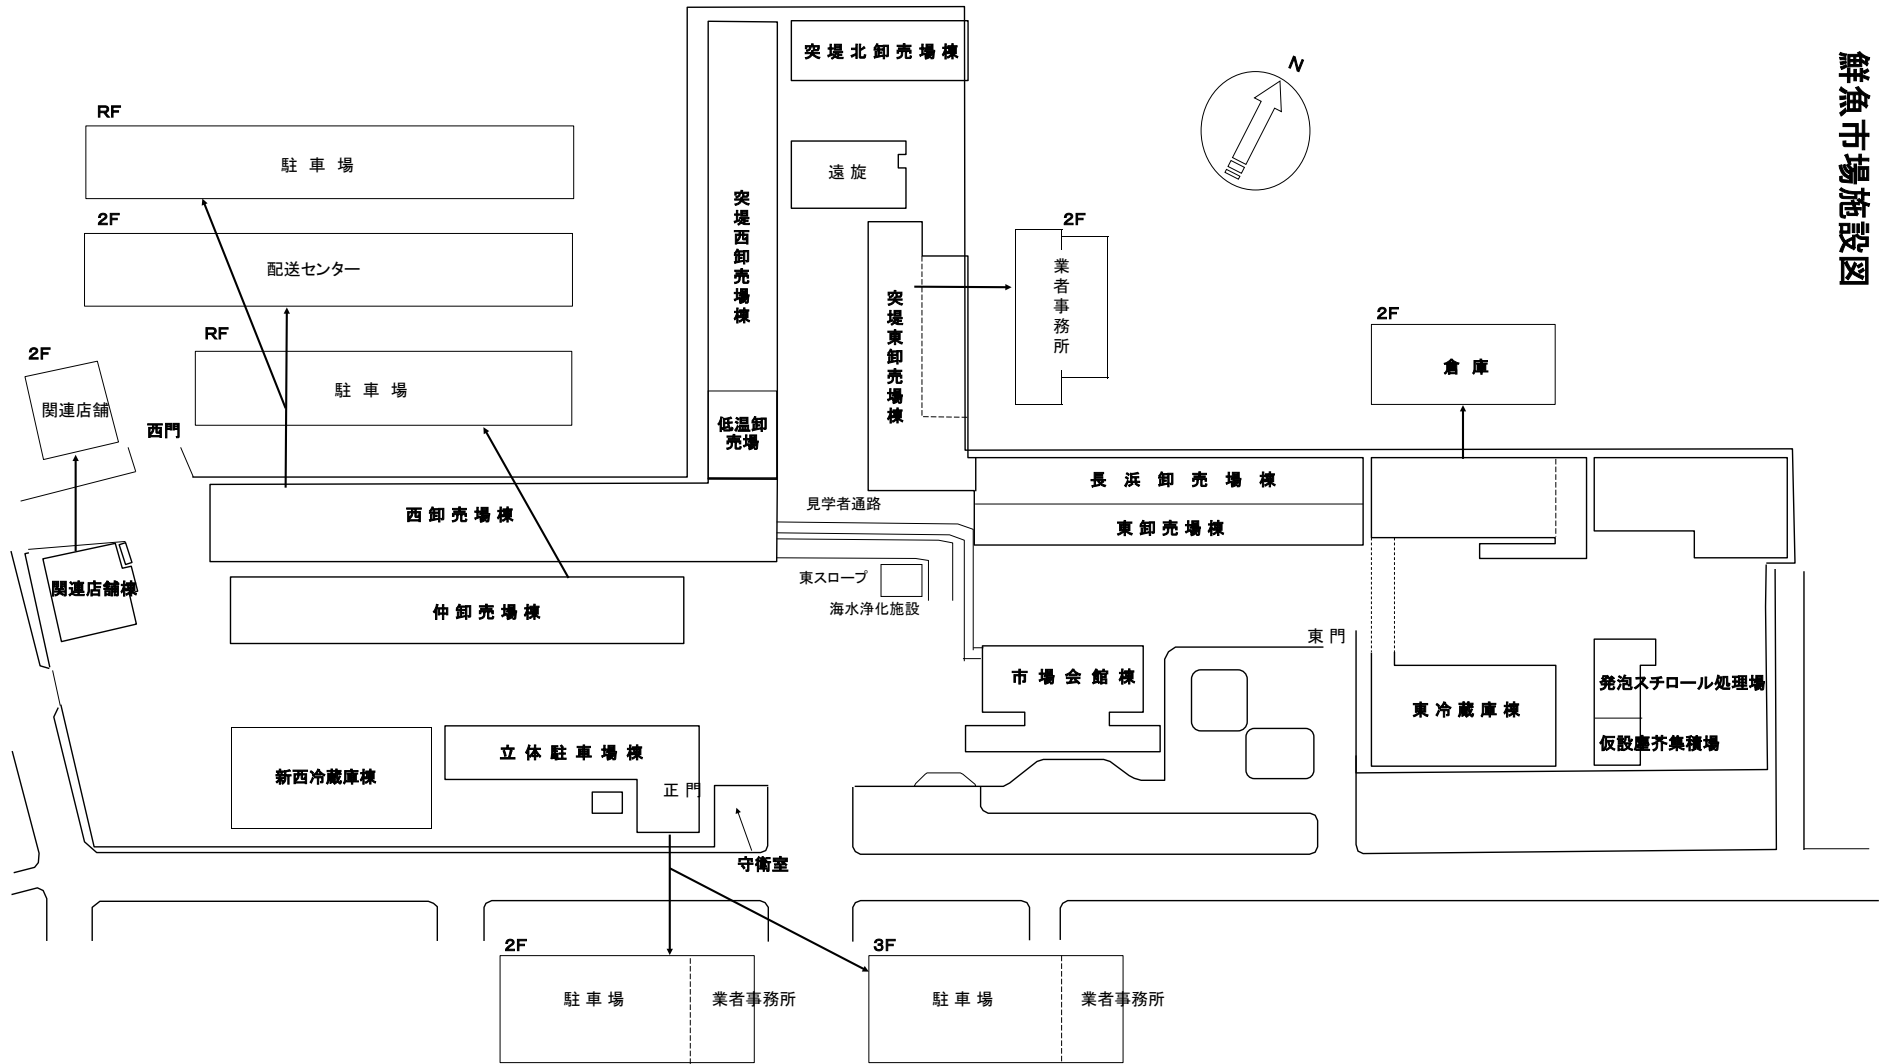 鮮魚市場施設図
N
突堤北卸売場棟
RF
駐車場
遠旋
突堤西卸売場棟
2F
配送センター
2F
業者事務所
突堤東卸売場棟
RF
駐車場
2F
倉庫
2F
関連店舗
西門
低温卸
売場
長浜卸売場棟
西卸売場棟
見学者通路
東卸売場棟
関連店舗棟
東スロープ
海水浄化施設
仲卸売場棟
東門
市場会館棟
発泡スチロール処理場
東冷蔵庫棟
仮設塵芥集積場
立体駐車場棟
新西冷蔵庫棟
正門
守衛室
2F
駐車場
業者事務所
3F
駐車場
業者事務所